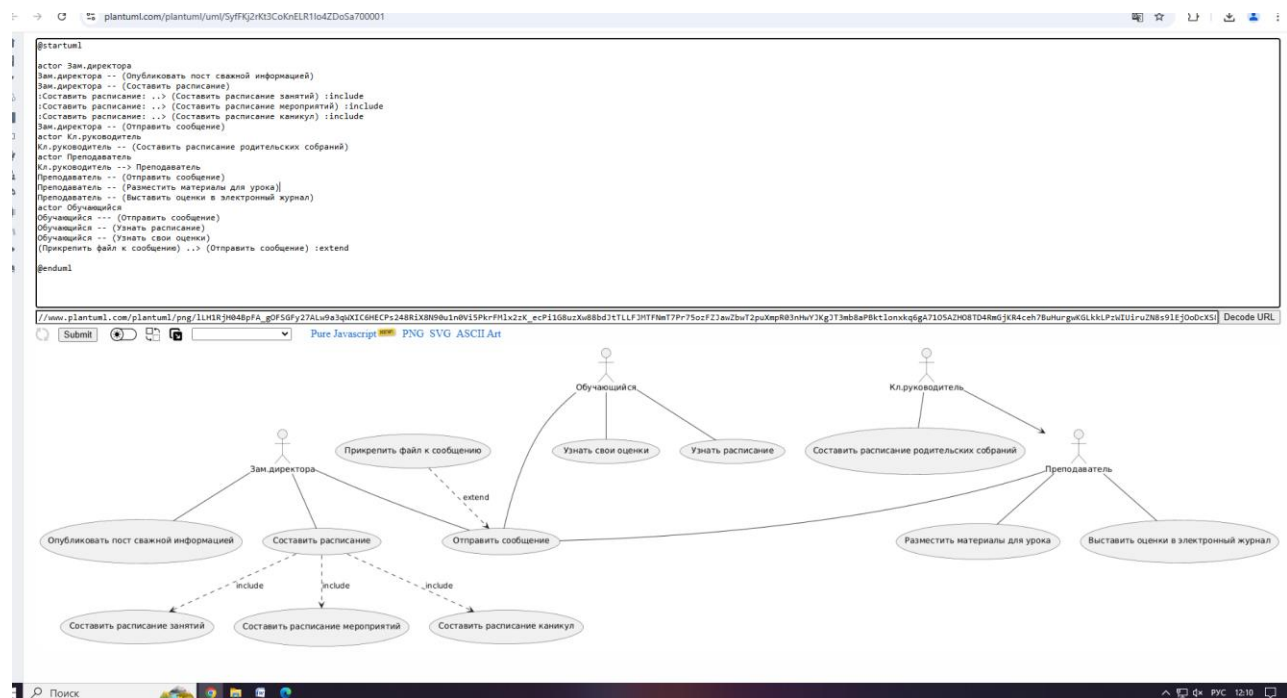 plantuml.com/plantuml/uml/SyfFKj2rKt3CoKnELR1Io4ZDoSa700001
@startuml
actor Зам.директора
Зам.директора -- (Опубликовать пост сважной информацией)
Зам.директора -- (Составить расписание)
:Составить расписание: ..> (Составить расписание занятий) :include
:Составить расписание: ..> (Составить расписание мероприятий) :include
:Составить расписание: ..> (Составить расписание каникул) :include
Зам.директора -- (Отправить сообщение)
actor Кл.руководитель
Кл.руководитель -- (Составить расписание родительских собраний)
actor Преподаватель
Кл.руководитель --> Преподаватель
Преподаватель -- (Отправить сообщение)
Преподаватель -- (Разместить материалы для урока)
Преподаватель -- (Выставить оценки в электронный журнал)
actor Обучающийся
Обучающийся --- (Отправить сообщение)
Обучающийся -- (Узнать расписание)
Обучающийся -- (Узнать свои оценки)
(Прикрепить файл к сообщению) ..> (Отправить сообщение) :extend
@enduml
Decode URL
Submit
Pure Javascript NEW! PNG SVG ASCII Art
Обучающийся
Кл.руководитель
Прикрепить файл к сообщению
Узнать свои оценки
Узнать расписание
Составить расписание родительских собраний
Зам.директора
Преподаватель
extend
Опубликовать пост сважной информацией
Составить расписание
Отправить сообщение
Разместить материалы для урока
Выставить оценки в электронный журнал
include
include
include
Составить расписание занятий
Составить расписание мероприятий
Составить расписание каникул
Поиск
РУС
12:10